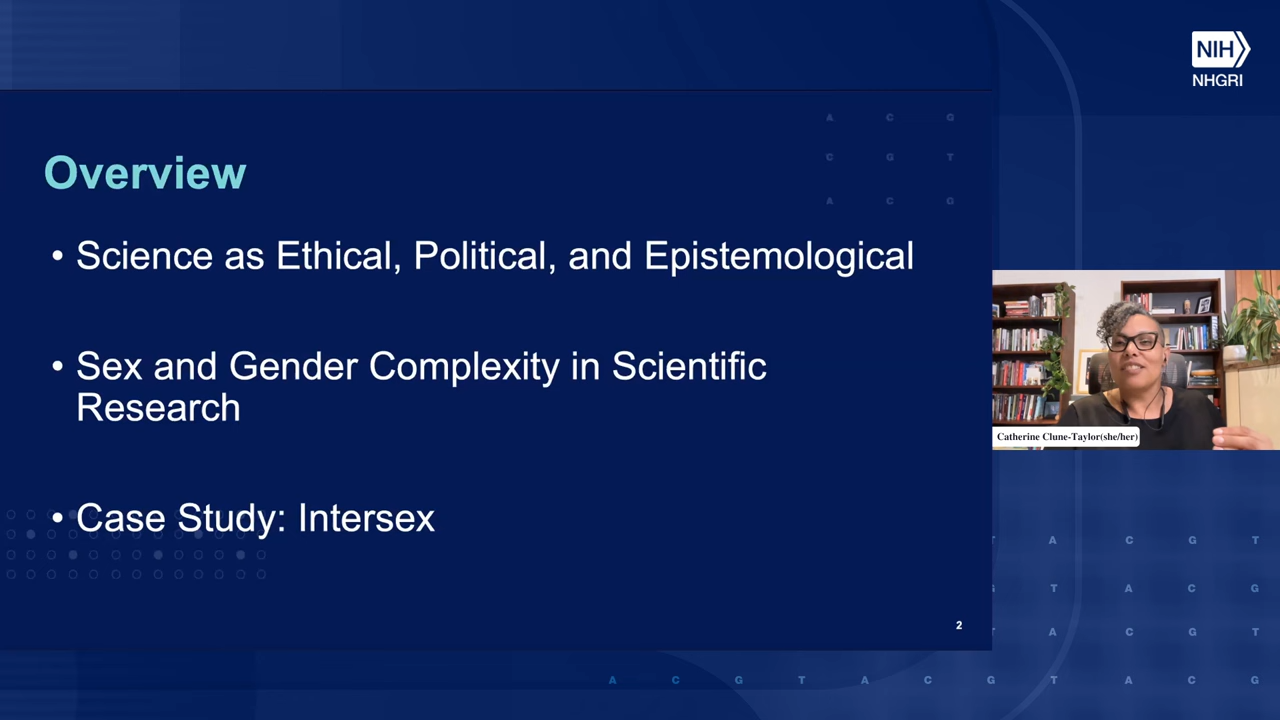 NIH
NHGRI
A C G
C G T
A C G
Overview
• Science as Ethical, Political, and Epistemological
• Sex and Gender Complexity in Scientific
Research
• Case Study: Intersex
2
Catherine Clune-Taylor(she/her)
T A C G T
G T A C G
T A C G T
A C G T A C G T A C G